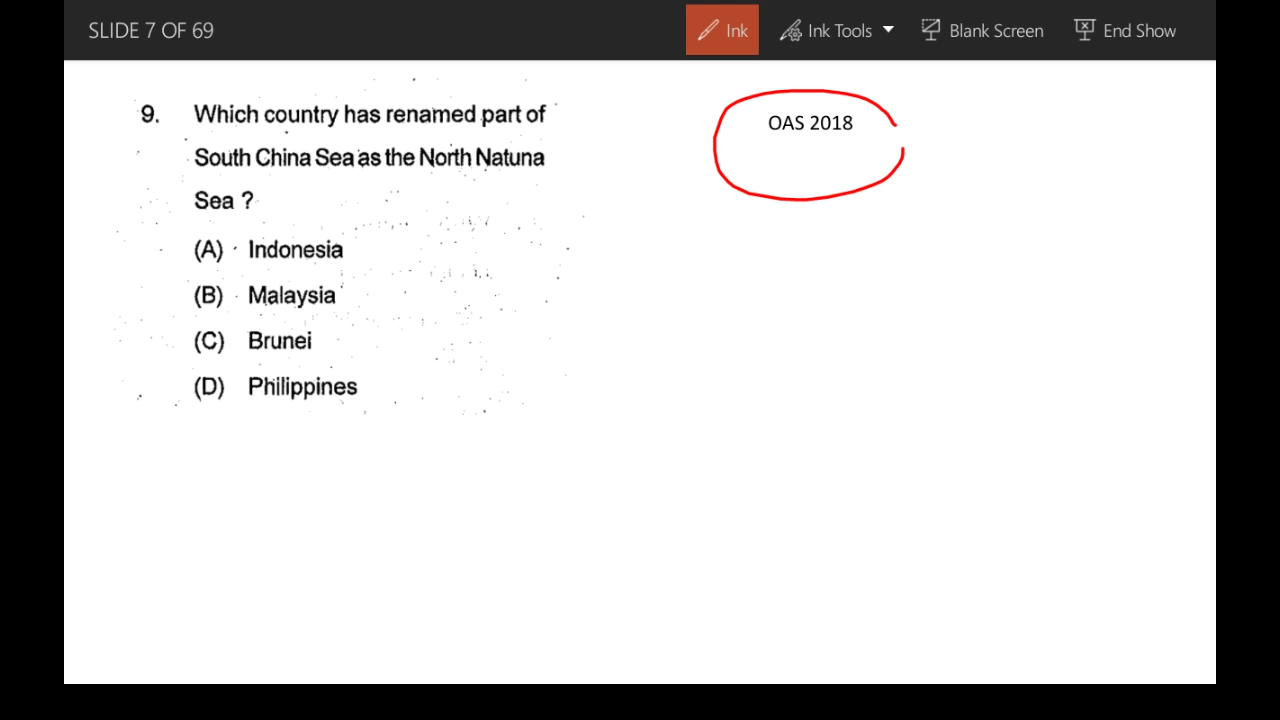 SLIDE 7 OF 69
Ink
Ink Tools
Blank Screen
End Show
9. Which country has renamed part of
South China Sea as the North Natuna
Sea ?
(A) Indonesia
(B) Malaysia
(C) Brunei
(D) Philippines
OAS 2018